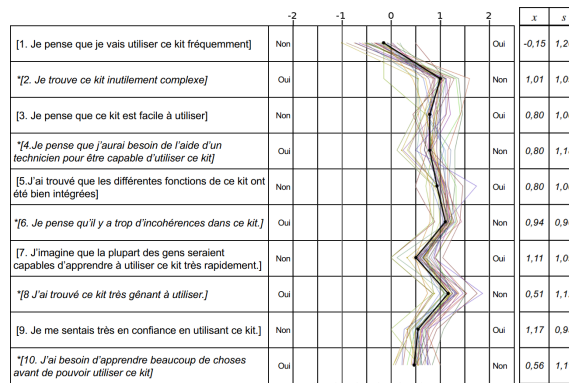 -2 -1 0 1 2 x s
[1. Je pense que je vais utiliser ce kit fréquemment] Non Oui -0,15 1,2
*[2. Je trouve ce kit inutilement complexe] Oui Non 1,01 1,0
[3. Je pense que ce kit est facile à utiliser] Non Oui 0,80 1,0
*[4.Je pense que j'aurai besoin de l'aide d'un
technicien pour être capable d'utiliser ce kit] Oui Non 0,80 1,1
[5.J'ai trouvé que les différentes fonctions de ce kit ont
été bien intégrées] Non Oui 0,80 1,0
*[6. Je pense qu'il y a trop d'incohérences dans ce kit.] Oui Non 0,94 0,9
[7. J'imagine que la plupart des gens seraient
capables d'apprendre à utiliser ce kit très rapidement.] Non Oui 1,11 1,0
*[8 J'ai trouvé ce kit très gênant à utiliser.] Oui Non 0,51 1,1
[9. Je me sentais très en confiance en utilisant ce kit.] Non Oui 1,17 0,9
*[10. J'ai besoin d'apprendre beaucoup de choses
avant de pouvoir utiliser ce kit] Oui Non 0,56 1,1